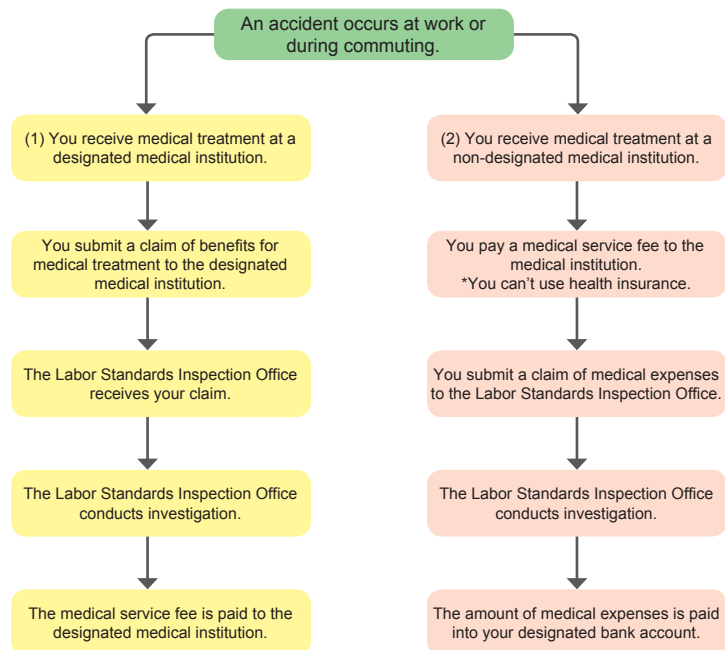 An accident occurs at work or
during commuting.
(1) You receive medical treatment at a
designated medical institution.
You submit a claim of benefits for
medical treatment to the designated
medical institution.
The Labor Standards Inspection Office
receives your claim.
The Labor Standards Inspection Office
conducts investigation.
The medical service fee is paid to the
designated medical institution.
(2) You receive medical treatment at a
non-designated medical institution.
You pay a medical service fee to the
medical institution.
*You can’t use health insurance.
You submit a claim of medical expenses
to the Labor Standards Inspection Office.
The Labor Standards Inspection Office
conducts investigation.
The amount of medical expenses is paid
into your designated bank account.